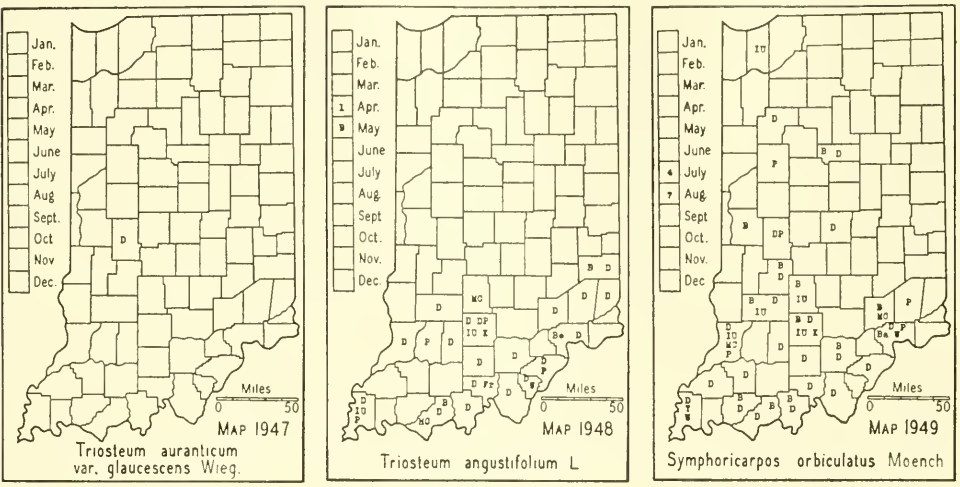 Jan.
Feb.
Mar.
Apr.
May
June
July
Aug
Sept.
Oct
Nov
Dec.
D
Miles
50
MAP 1947
Triosteum auranticum
var. glaucescens Wieg.
Jan.
Feb.
Mar.
1 Apr.
9 May
June
July
Aug.
Sept
Oct.
Nov.
Dec.
B D
D D
MC
D
D
D DP
IU X
Be D
D P D
D
D
D
P
D FT
D
W
D
D
IU
P
B
D
MC
D
Miles
0 50
MAP 1948
Triosteum angustifolium L
Jan.
Feb.
Mar.
Apr.
May
June
4 July
7 Aug.
Sept
Oct.
Nov.
Dec.
IU
D
B D
P
B
DP
D
B
D
B
IU
P
B
MC
D
IU
D
B D
IU X
D P
Ba W
D
IU
MC
P
D
D
B
D
D
D
D
D
D
T
W
B
D
B
D
B
D
Miles
0 50
MAP 1949
Symphoricarpos orbiculatus Moench